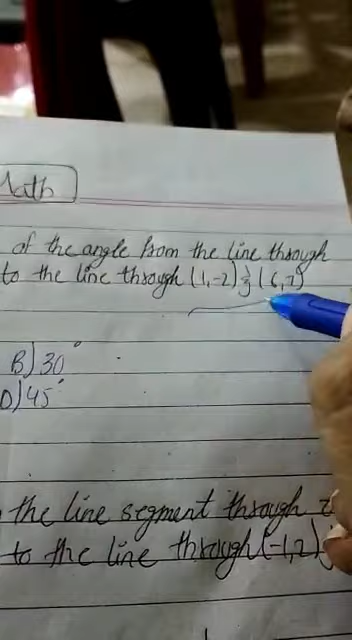 Math
of the angle from the line through
to the line through (1,-2) & (6,7)
B) 30°
D) 45°
the line segment through
to the line through (-1,2)